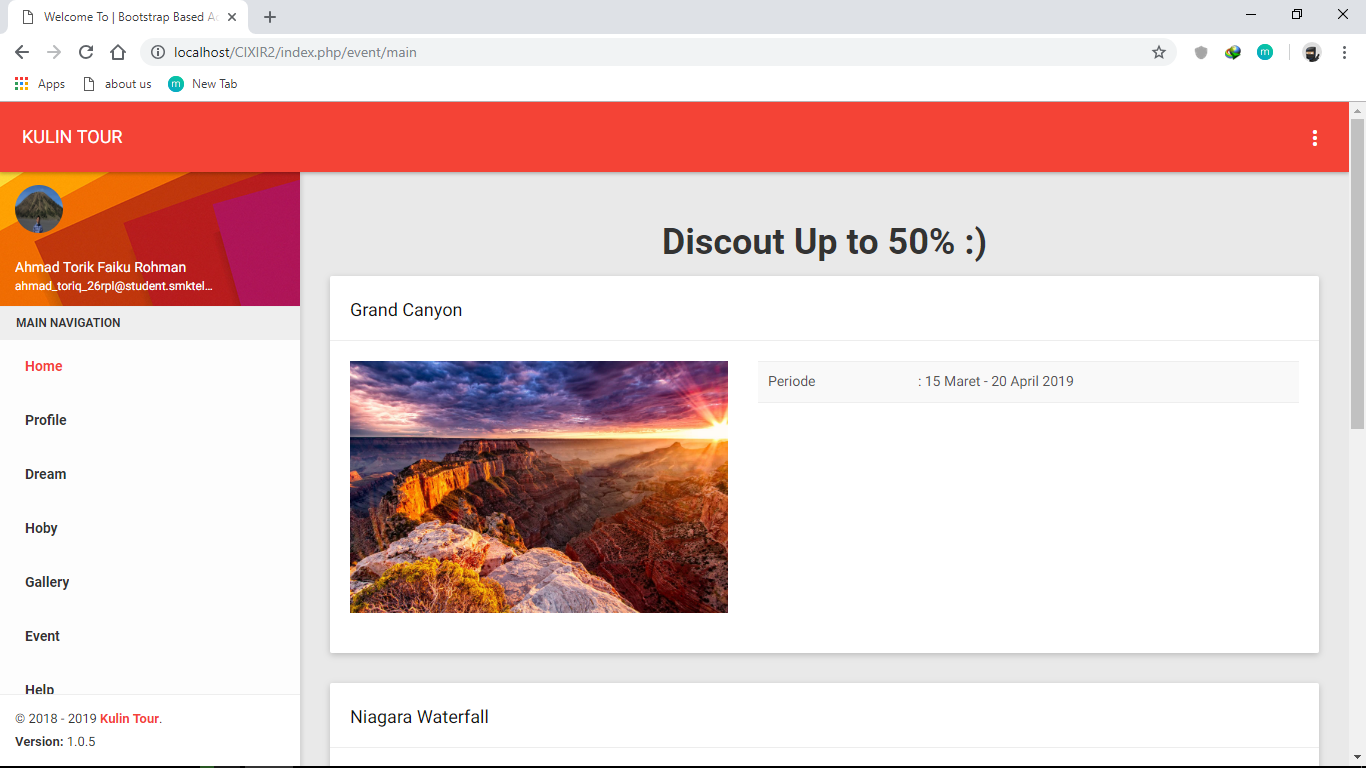 Welcome To | Bootstrap Based Ad
localhost/CIXIR2/index.php/event/main
m
Apps
about us
m
New Tab
KULIN TOUR
Ahmad Torik Faiku Rohman
ahmad_toriq_26rpl@student.smktel...
MAIN NAVIGATION
Home
Profile
Dream
Hoby
Gallery
Event
Help
© 2018 - 2019 Kulin Tour.
Version: 1.0.5
Discout Up to 50% :)
Grand Canyon
Periode : 15 Maret - 20 April 2019
Niagara Waterfall